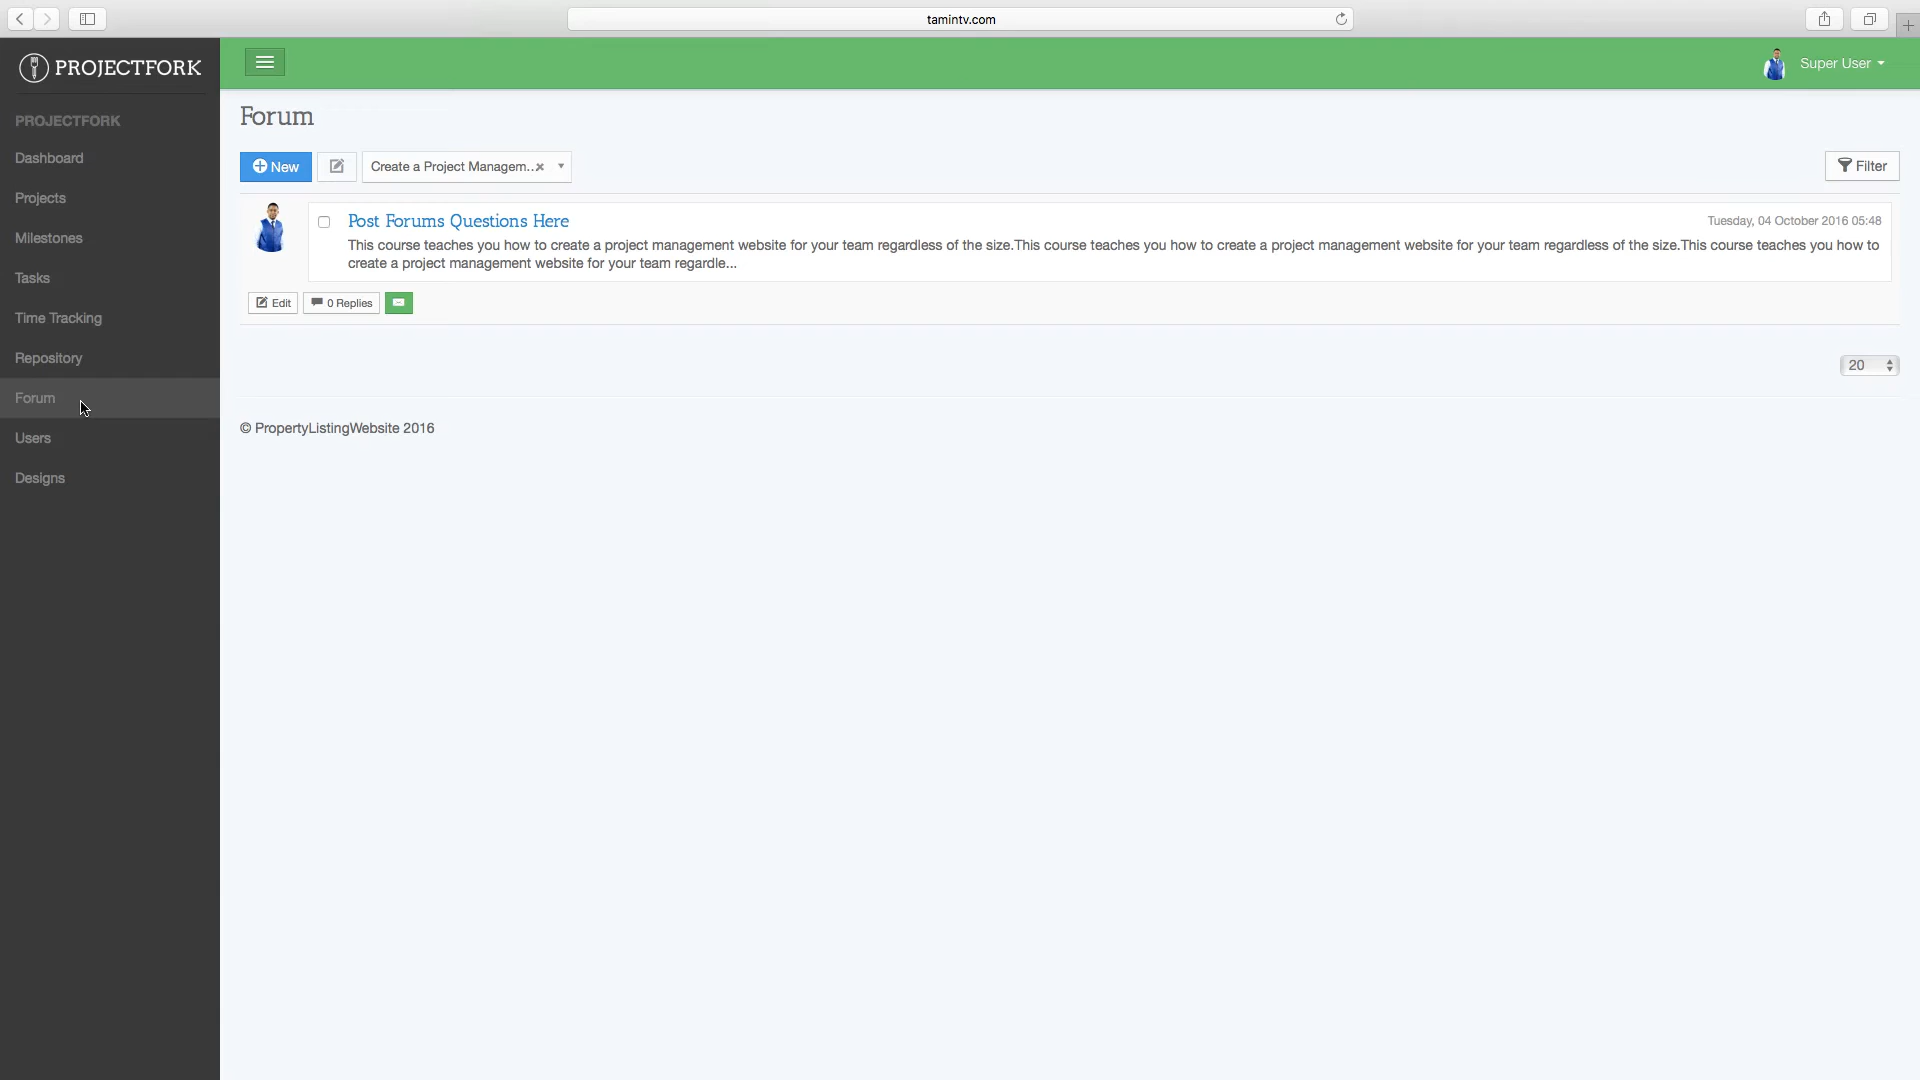 tamintv.com
PROJECTFORK
Super User
PROJECTFORK
Dashboard
Projects
Milestones
Tasks
Time Tracking
Repository
Forum
Users
Designs
Forum
New
Create a Project Managem...
Filter
Post Forums Questions Here
Tuesday, 04 October 2016 05:48
This course teaches you how to create a project management website for your team regardless of the size.This course teaches you how to create a project management website for your team regardless of the size.This course teaches you how to
create a project management website for your team regardle...
Edit
0 Replies
20
© PropertyListingWebsite 2016